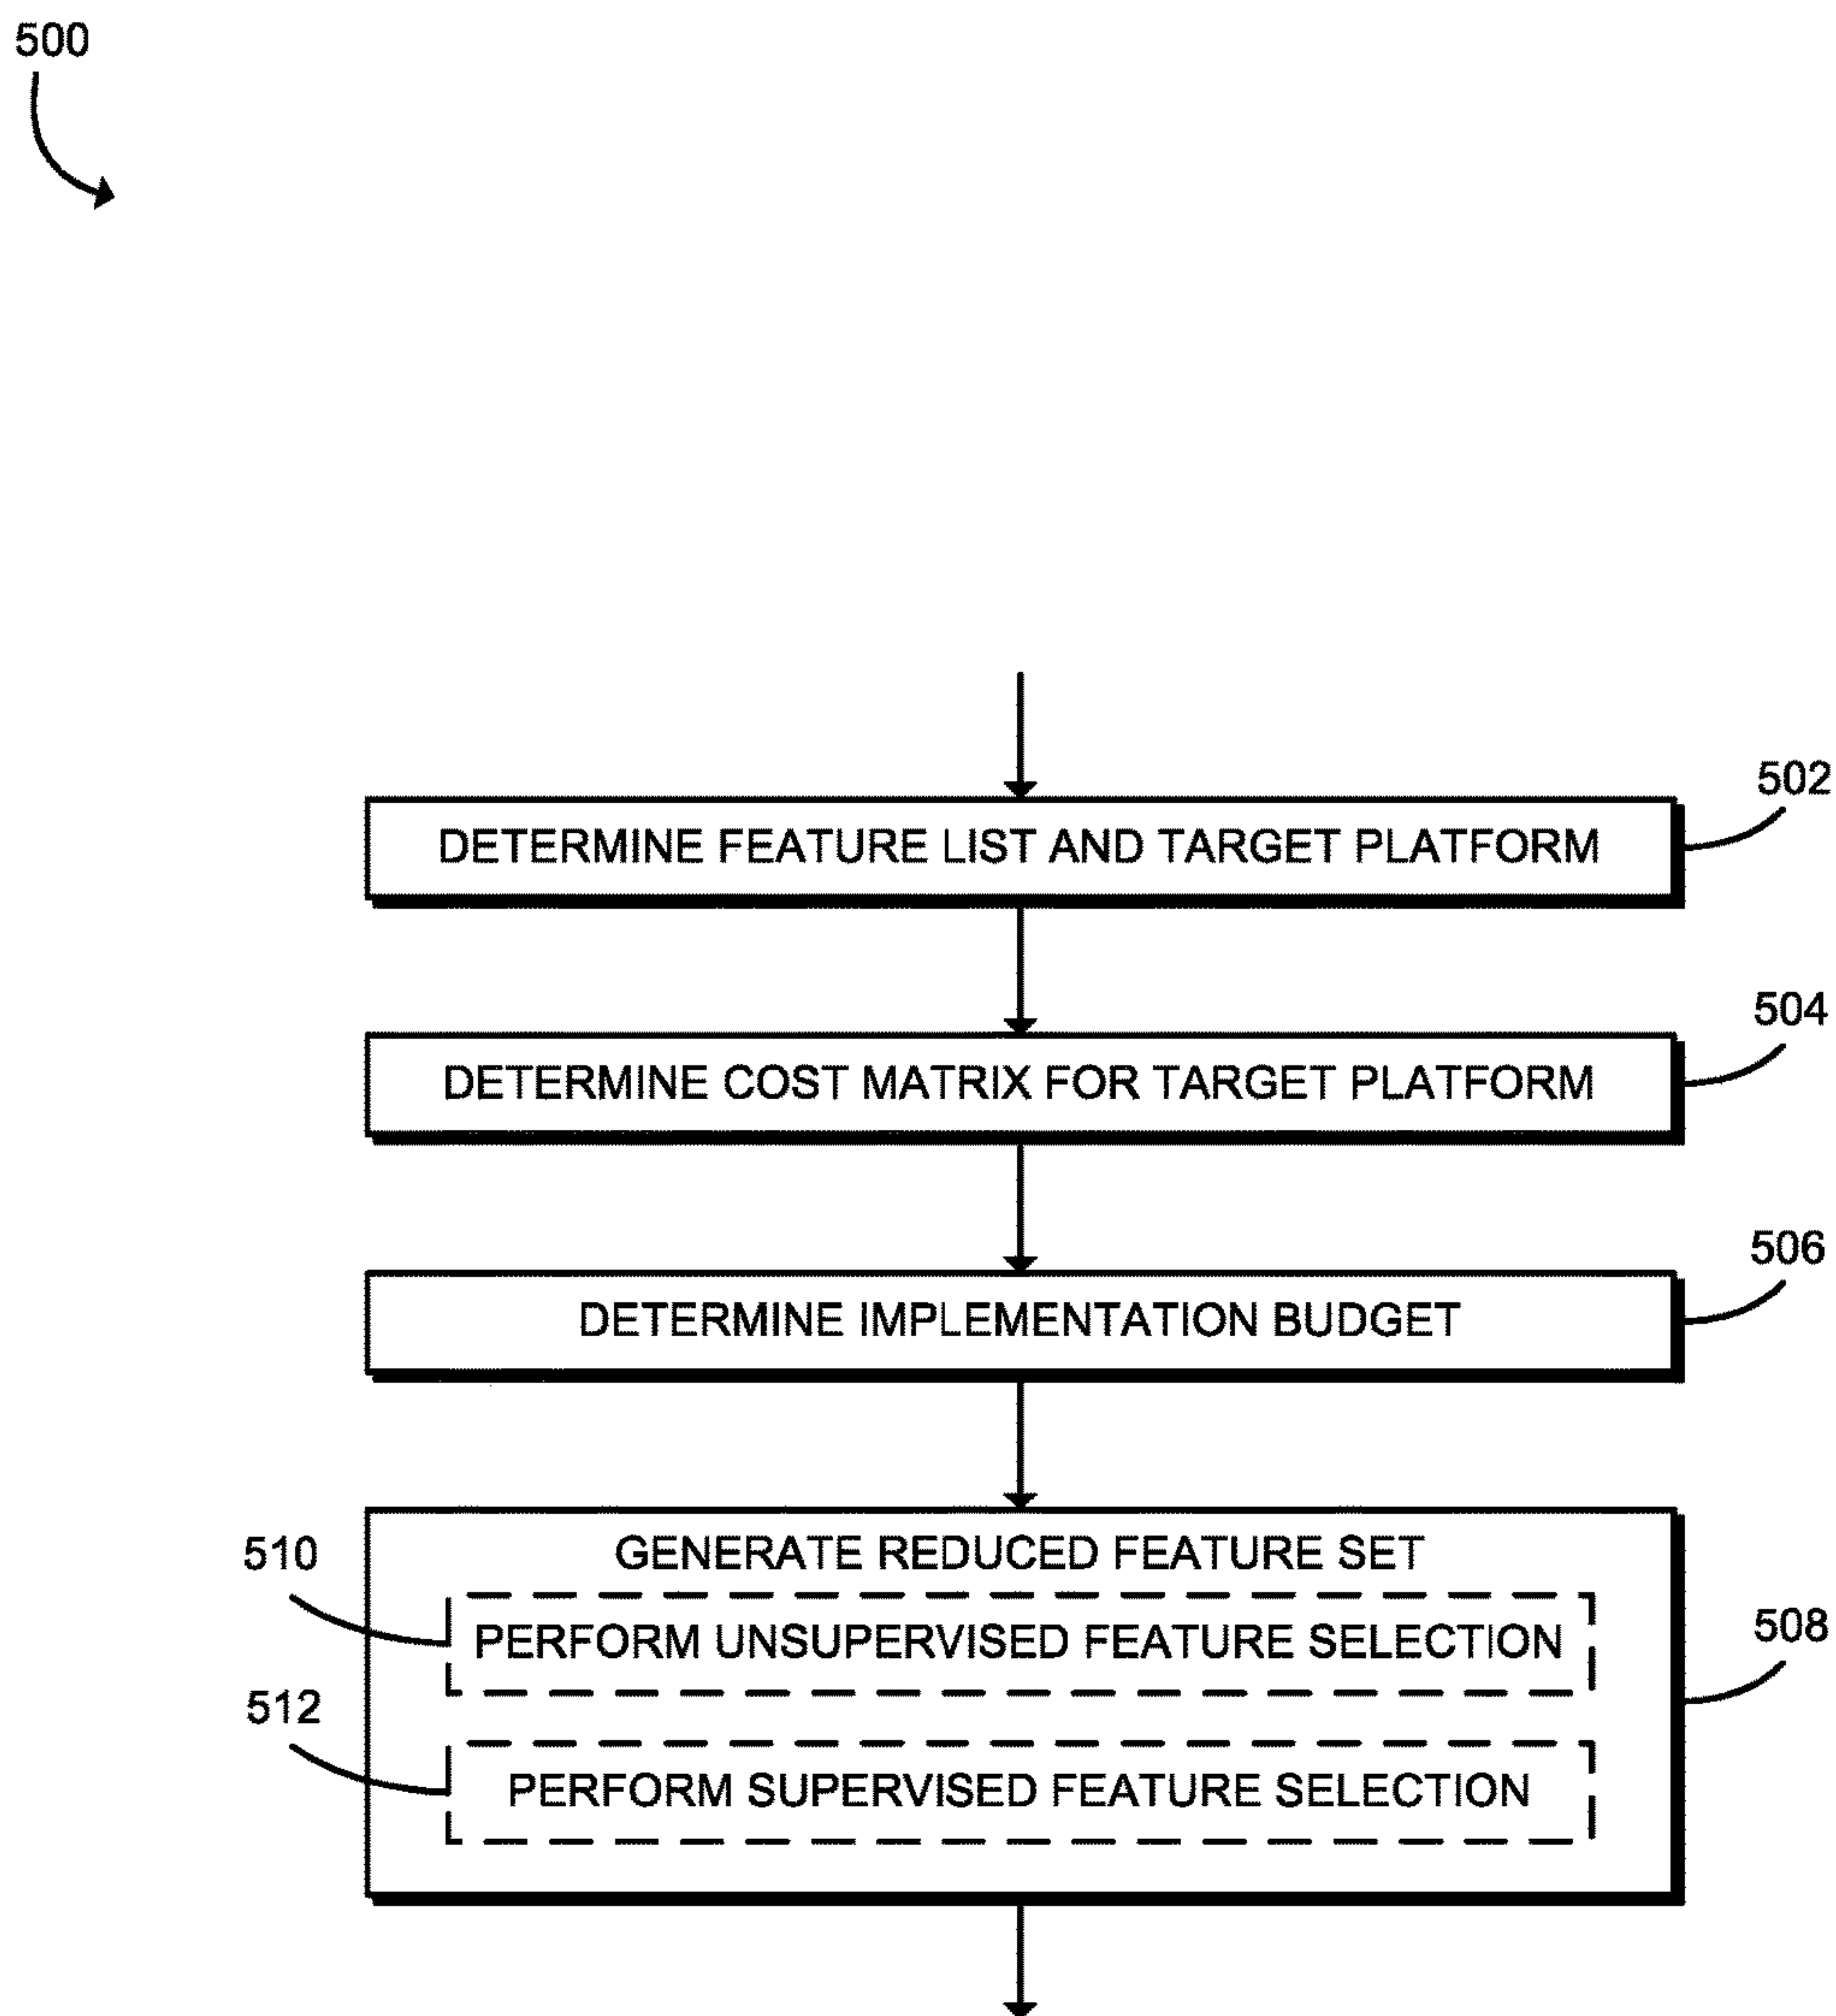 500
502
DETERMINE FEATURE LIST AND TARGET PLATFORM
504
DETERMINE COST MATRIX FOR TARGET PLATFORM
506
DETERMINE IMPLEMENTATION BUDGET
GENERATE REDUCED FEATURE SET
510
PERFORM UNSUPERVISED FEATURE SELECTION
508
512
PERFORM SUPERVISED FEATURE SELECTION